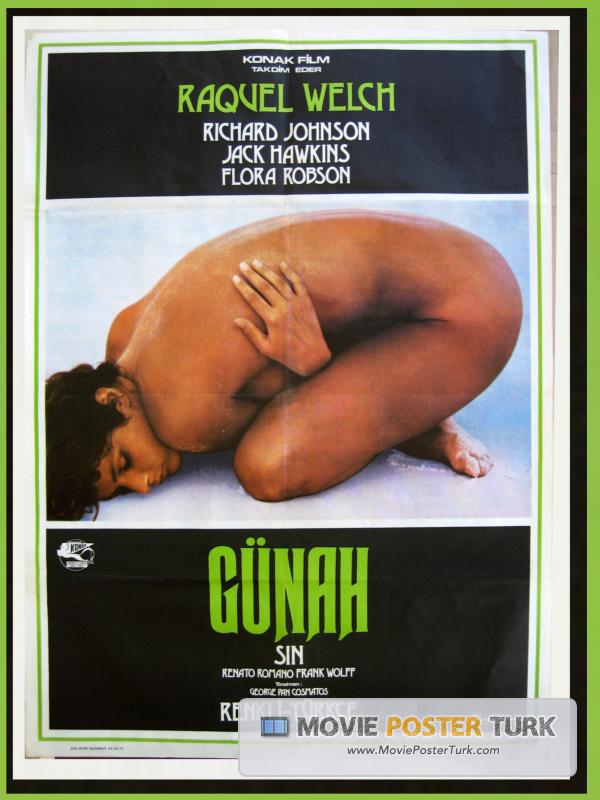 KONAK FİLM
TAKDİM EDER
RAQUEL WELCH
RICHARD JOHNSON
JACK HAWKINS
FLORA ROBSON
KONAK
GÜNAH
SIN
RENATO ROMANO FRANK WOLFF
Yönetmen :
GEORGE PAN COSMATOS
RENKLİ-TÜRKÇE
MOVIE POSTER TURK
www.MoviePosterTurk.com